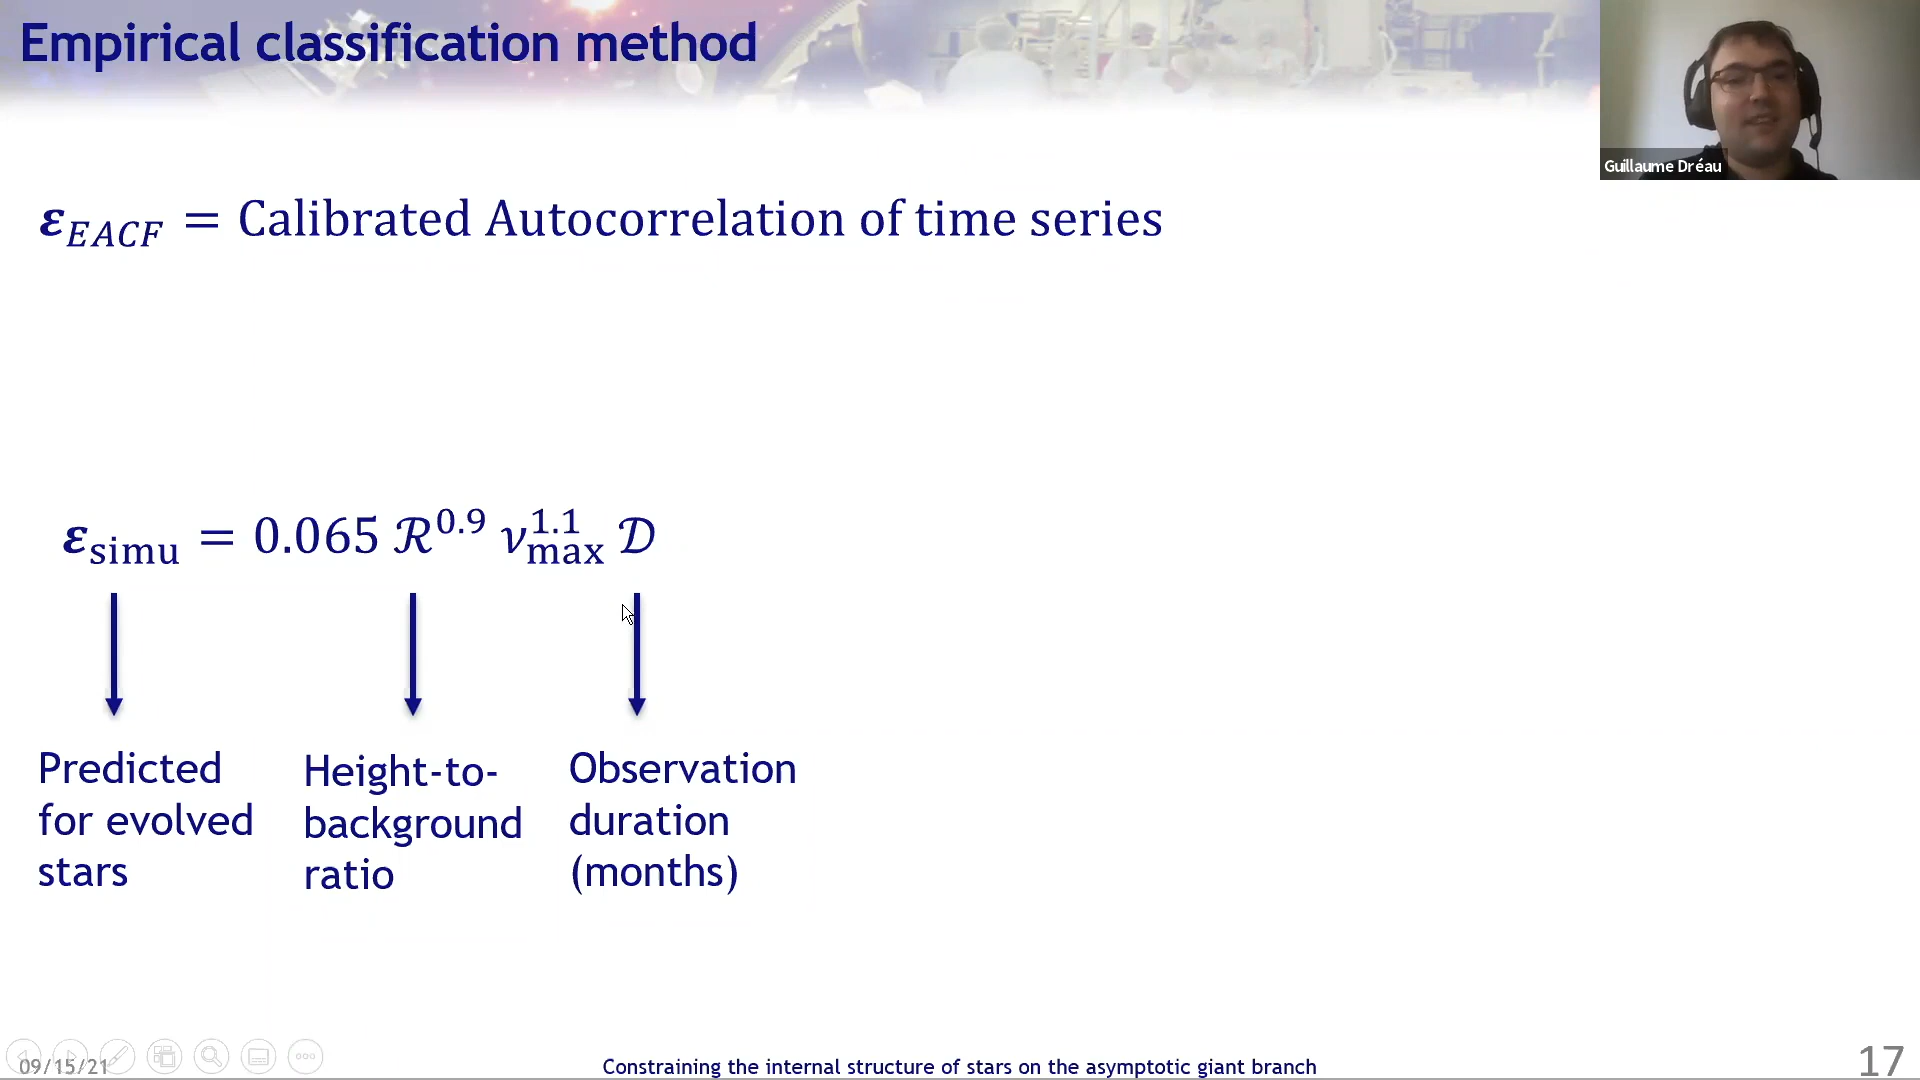 Empirical classification method
Guillaume Dréau
ε_EACF = Calibrated Autocorrelation of time series
ε_simu = 0.065 ℛ^0.9 ν_max^1.1 𝒟
Predicted
for evolved
stars
Height-to-
background
ratio
Observation
duration
(months)
09/15/21
Constraining the internal structure of stars on the asymptotic giant branch
17